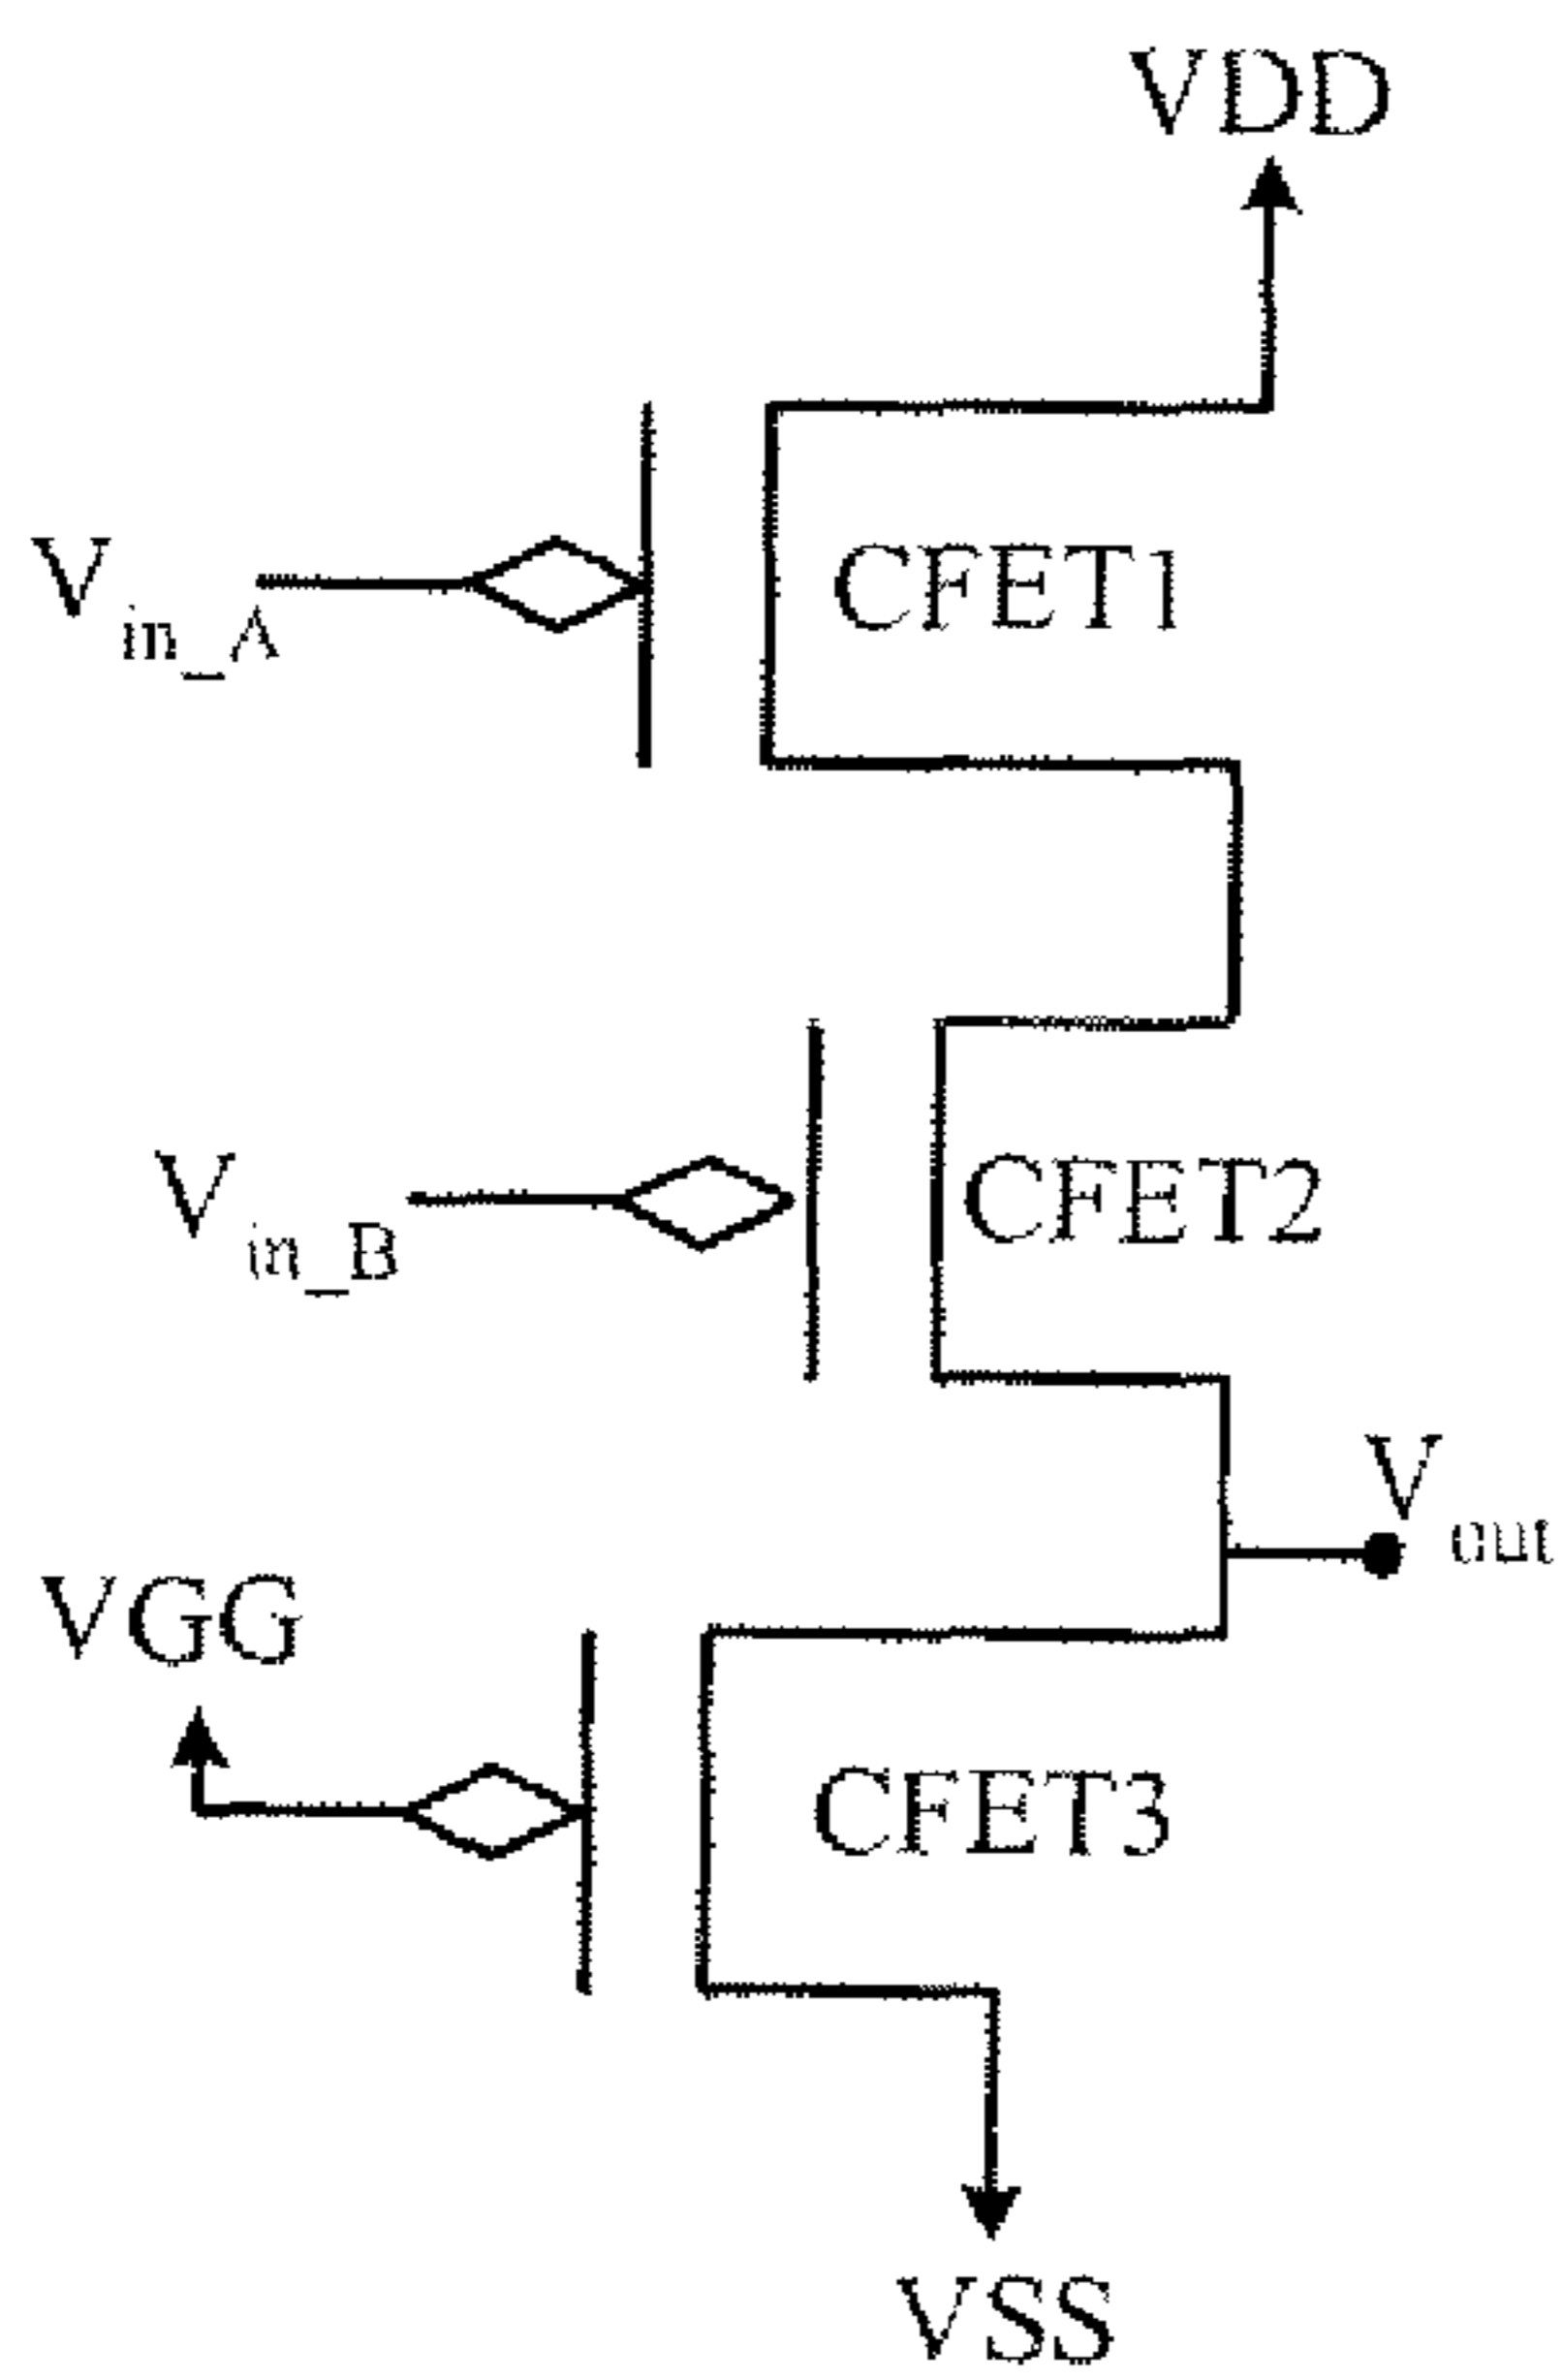 VDD
V in_A
CFET1
V in_B
CFET2
V out
VGG
CFET3
VSS